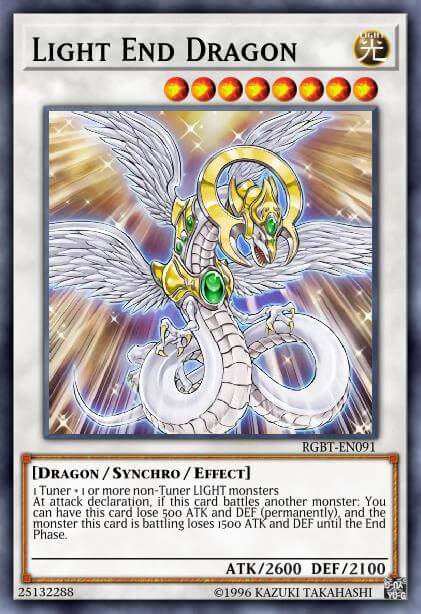 LIGHT END DRAGON
LIGHT
光
RGBT-EN091
[DRAGON / SYNCHRO / EFFECT]
1 Tuner + 1 or more non-Tuner LIGHT monsters
At attack declaration, if this card battles another monster: You
can have this card lose 500 ATK and DEF (permanently), and the
monster this card is battling loses 1500 ATK and DEF until the End
Phase.
ATK/2600 DEF/2100
25132288
©1996 KAZUKI TAKAHASHI